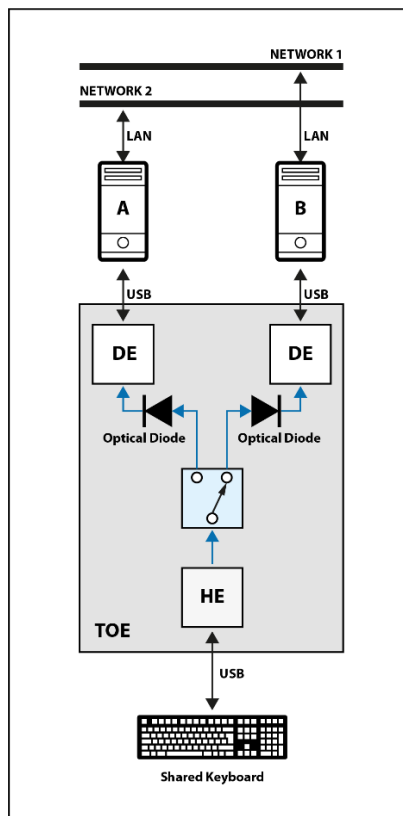 NETWORK 1
NETWORK 2
LAN
LAN
A
B
USB
USB
DE
DE
Optical Diode
Optical Diode
HE
TOE
USB
Shared Keyboard